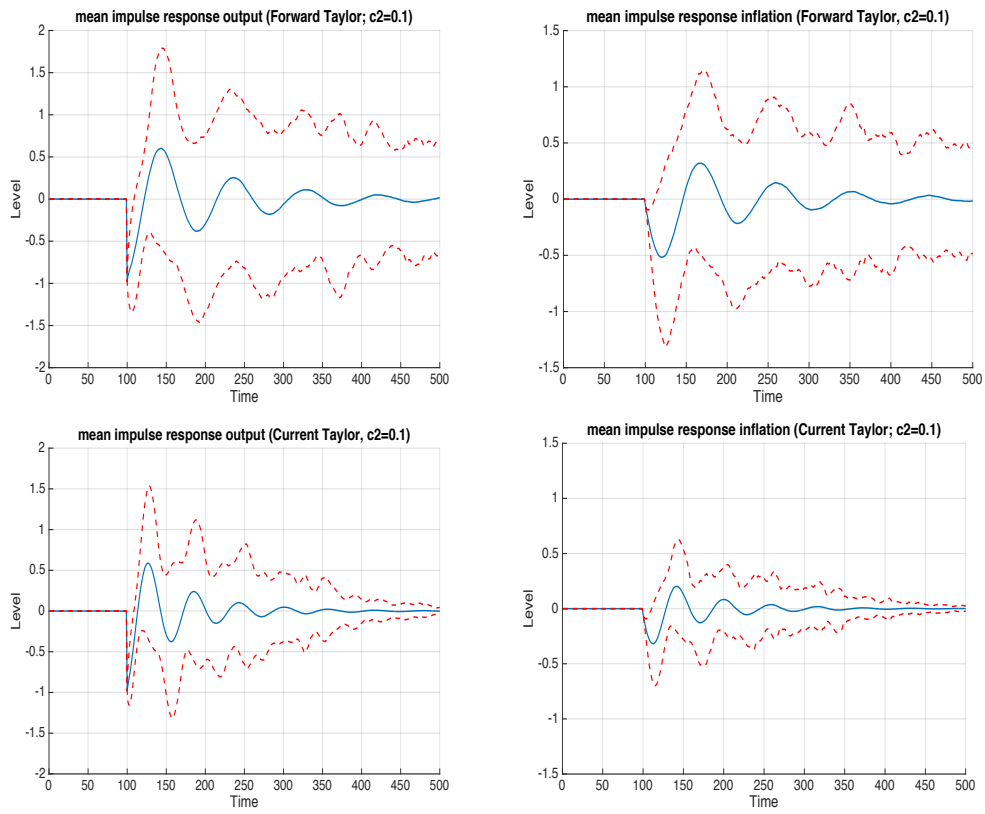 mean impulse response output (Forward Taylor; c2=0.1)
2
1.5
1
0.5
0
-0.5
-1
-1.5
-2
Level
0 50 100 150 200 250 300 350 400 450 500
Time
mean impulse response inflation (Forward Taylor, c2=0.1)
1.5
1
0.5
0
-0.5
-1
-1.5
Level
0 50 100 150 200 250 300 350 400 450 500
Time
mean impulse response output (Current Taylor, c2=0.1)
2
1.5
1
0.5
0
-0.5
-1
-1.5
-2
Level
0 50 100 150 200 250 300 350 400 450 500
Time
mean impulse response inflation (Current Taylor; c2=0.1)
1.5
1
0.5
0
-0.5
-1
-1.5
Level
0 50 100 150 200 250 300 350 400 450 500
Time